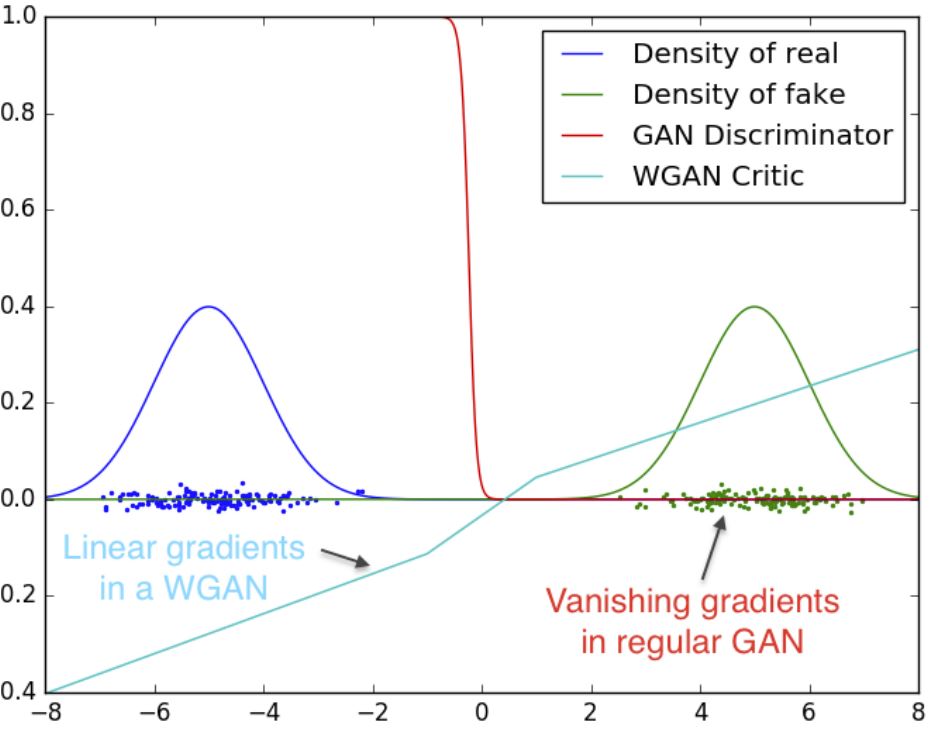 1.0
0.8
0.6
0.4
0.2
0.0
0.2
0.4
−8
−6
−4
−2
0
2
4
6
8
Density of real
Density of fake
GAN Discriminator
WGAN Critic
Linear gradients
in a WGAN
Vanishing gradients
in regular GAN